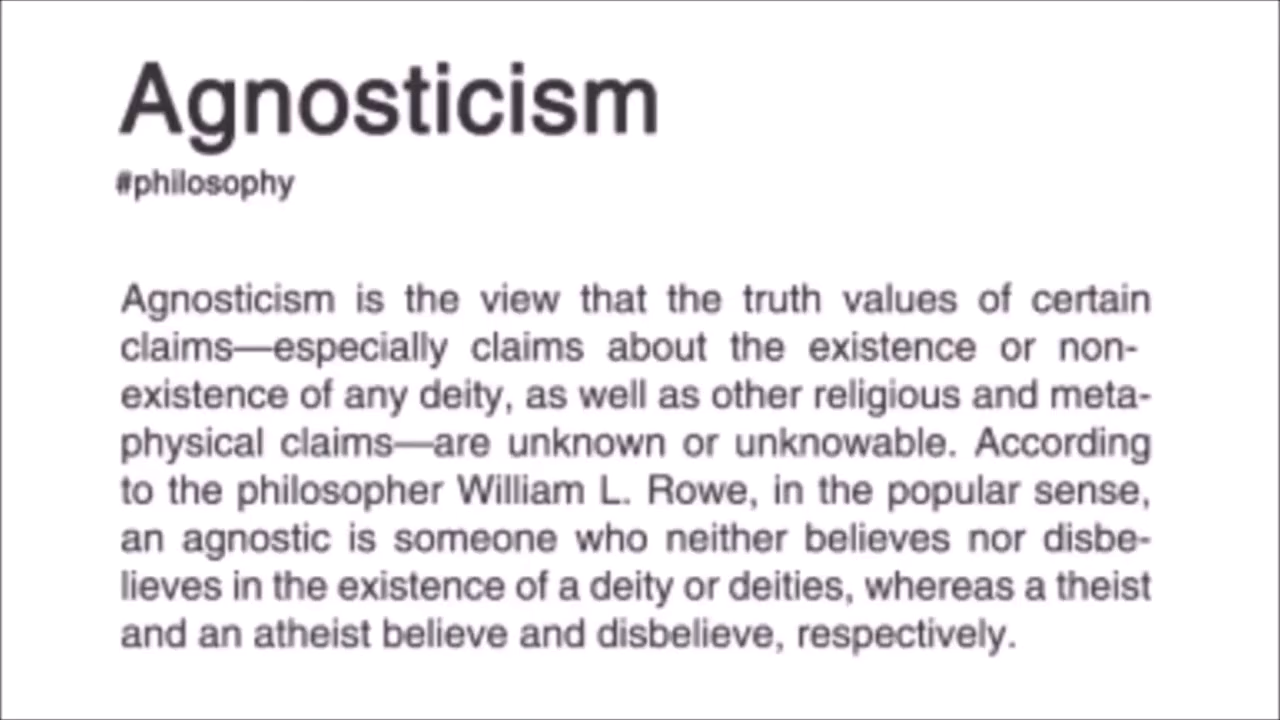 Agnosticism
#philosophy
Agnosticism is the view that the truth values of certain
claims—especially claims about the existence or non-
existence of any deity, as well as other religious and meta-
physical claims—are unknown or unknowable. According
to the philosopher William L. Rowe, in the popular sense,
an agnostic is someone who neither believes nor disbe-
lieves in the existence of a deity or deities, whereas a theist
and an atheist believe and disbelieve, respectively.